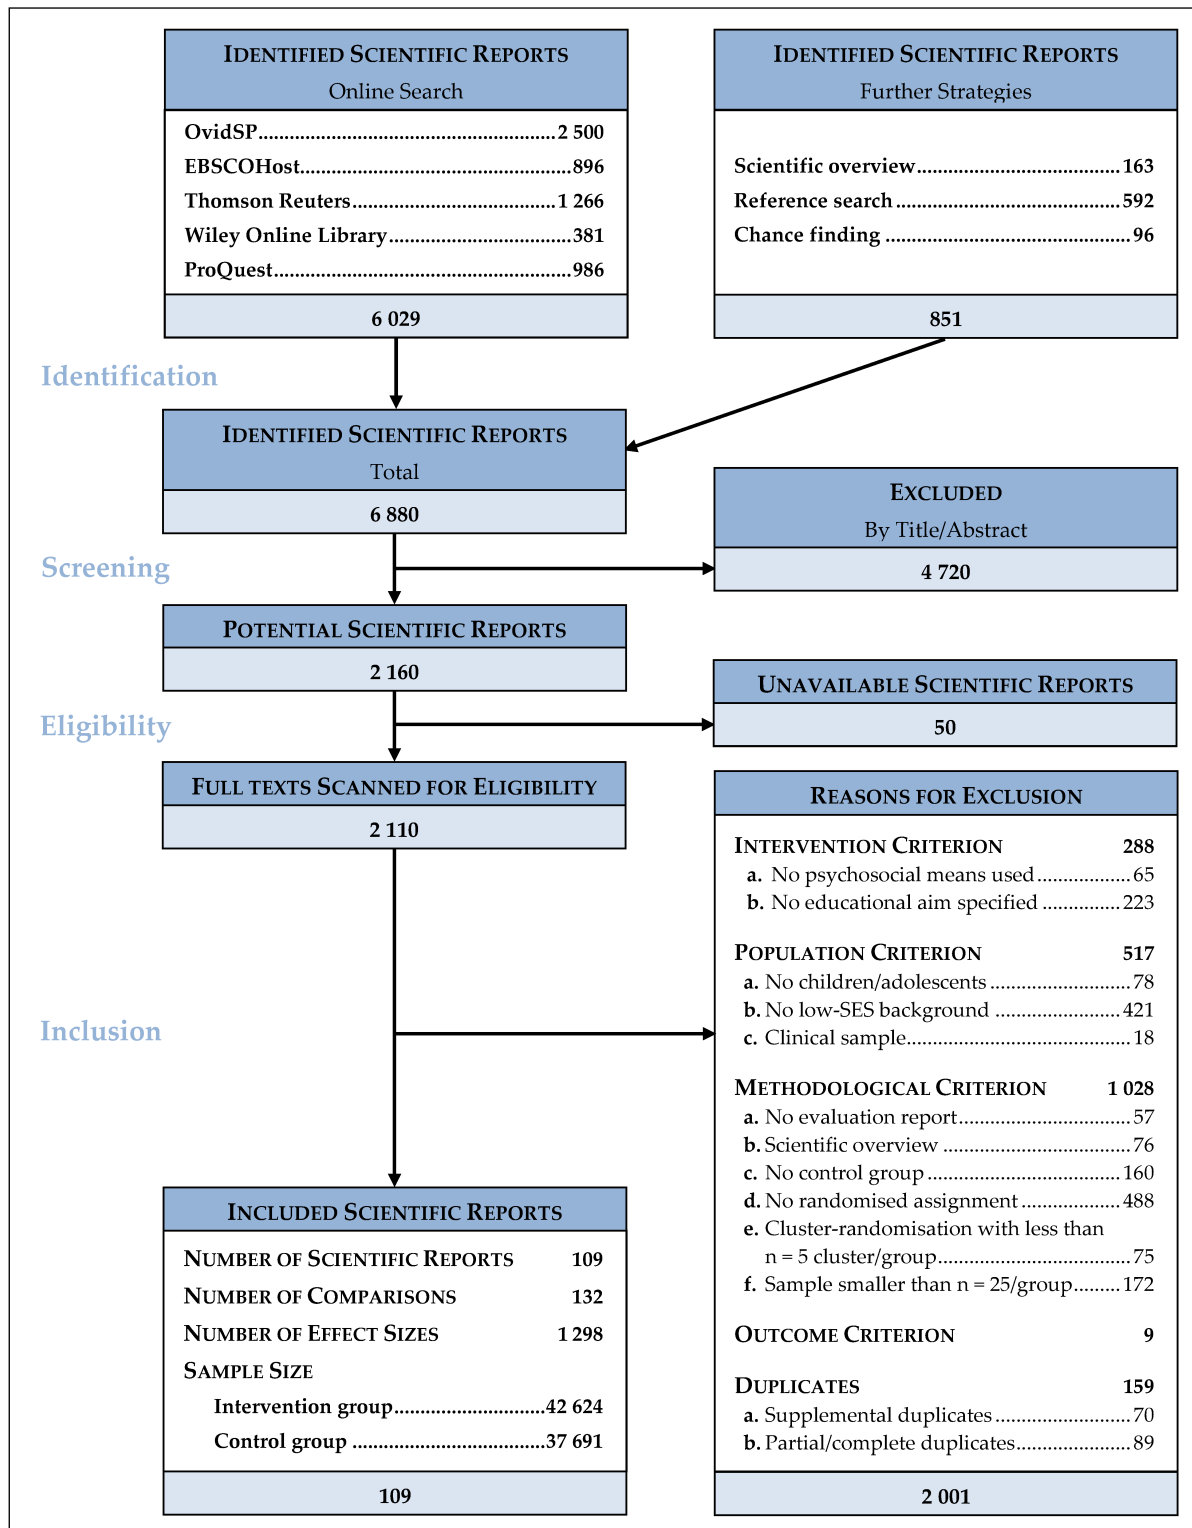 IDENTIFIED SCIENTIFIC REPORTS
Online Search
OvidSP 2 500
EBSCOHost 896
Thomson Reuters 1 266
Wiley Online Library 381
ProQuest 986
6 029
IDENTIFIED SCIENTIFIC REPORTS
Further Strategies
Scientific overview 163
Reference search 592
Chance finding 96
851
Identification
IDENTIFIED SCIENTIFIC REPORTS
Total
6 880
EXCLUDED
By Title/Abstract
4 720
Screening
POTENTIAL SCIENTIFIC REPORTS
2 160
UNAVAILABLE SCIENTIFIC REPORTS
50
Eligibility
FULL TEXTS SCANNED FOR ELIGIBILITY
2 110
REASONS FOR EXCLUSION
INTERVENTION CRITERION 288
a. No psychosocial means used 65
b. No educational aim specified 223
POPULATION CRITERION 517
a. No children/adolescents 78
b. No low-SES background 421
c. Clinical sample 18
METHODOLOGICAL CRITERION 1 028
a. No evaluation report 57
b. Scientific overview 76
c. No control group 160
d. No randomised assignment 488
e. Cluster-randomisation with less than
n = 5 cluster/group 75
f. Sample smaller than n = 25/group 172
OUTCOME CRITERION 9
DUPLICATES 159
a. Supplemental duplicates 70
b. Partial/complete duplicates 89
2 001
Inclusion
INCLUDED SCIENTIFIC REPORTS
NUMBER OF SCIENTIFIC REPORTS 109
NUMBER OF COMPARISONS 132
NUMBER OF EFFECT SIZES 1 298
SAMPLE SIZE
Intervention group 42 624
Control group 37 691
109